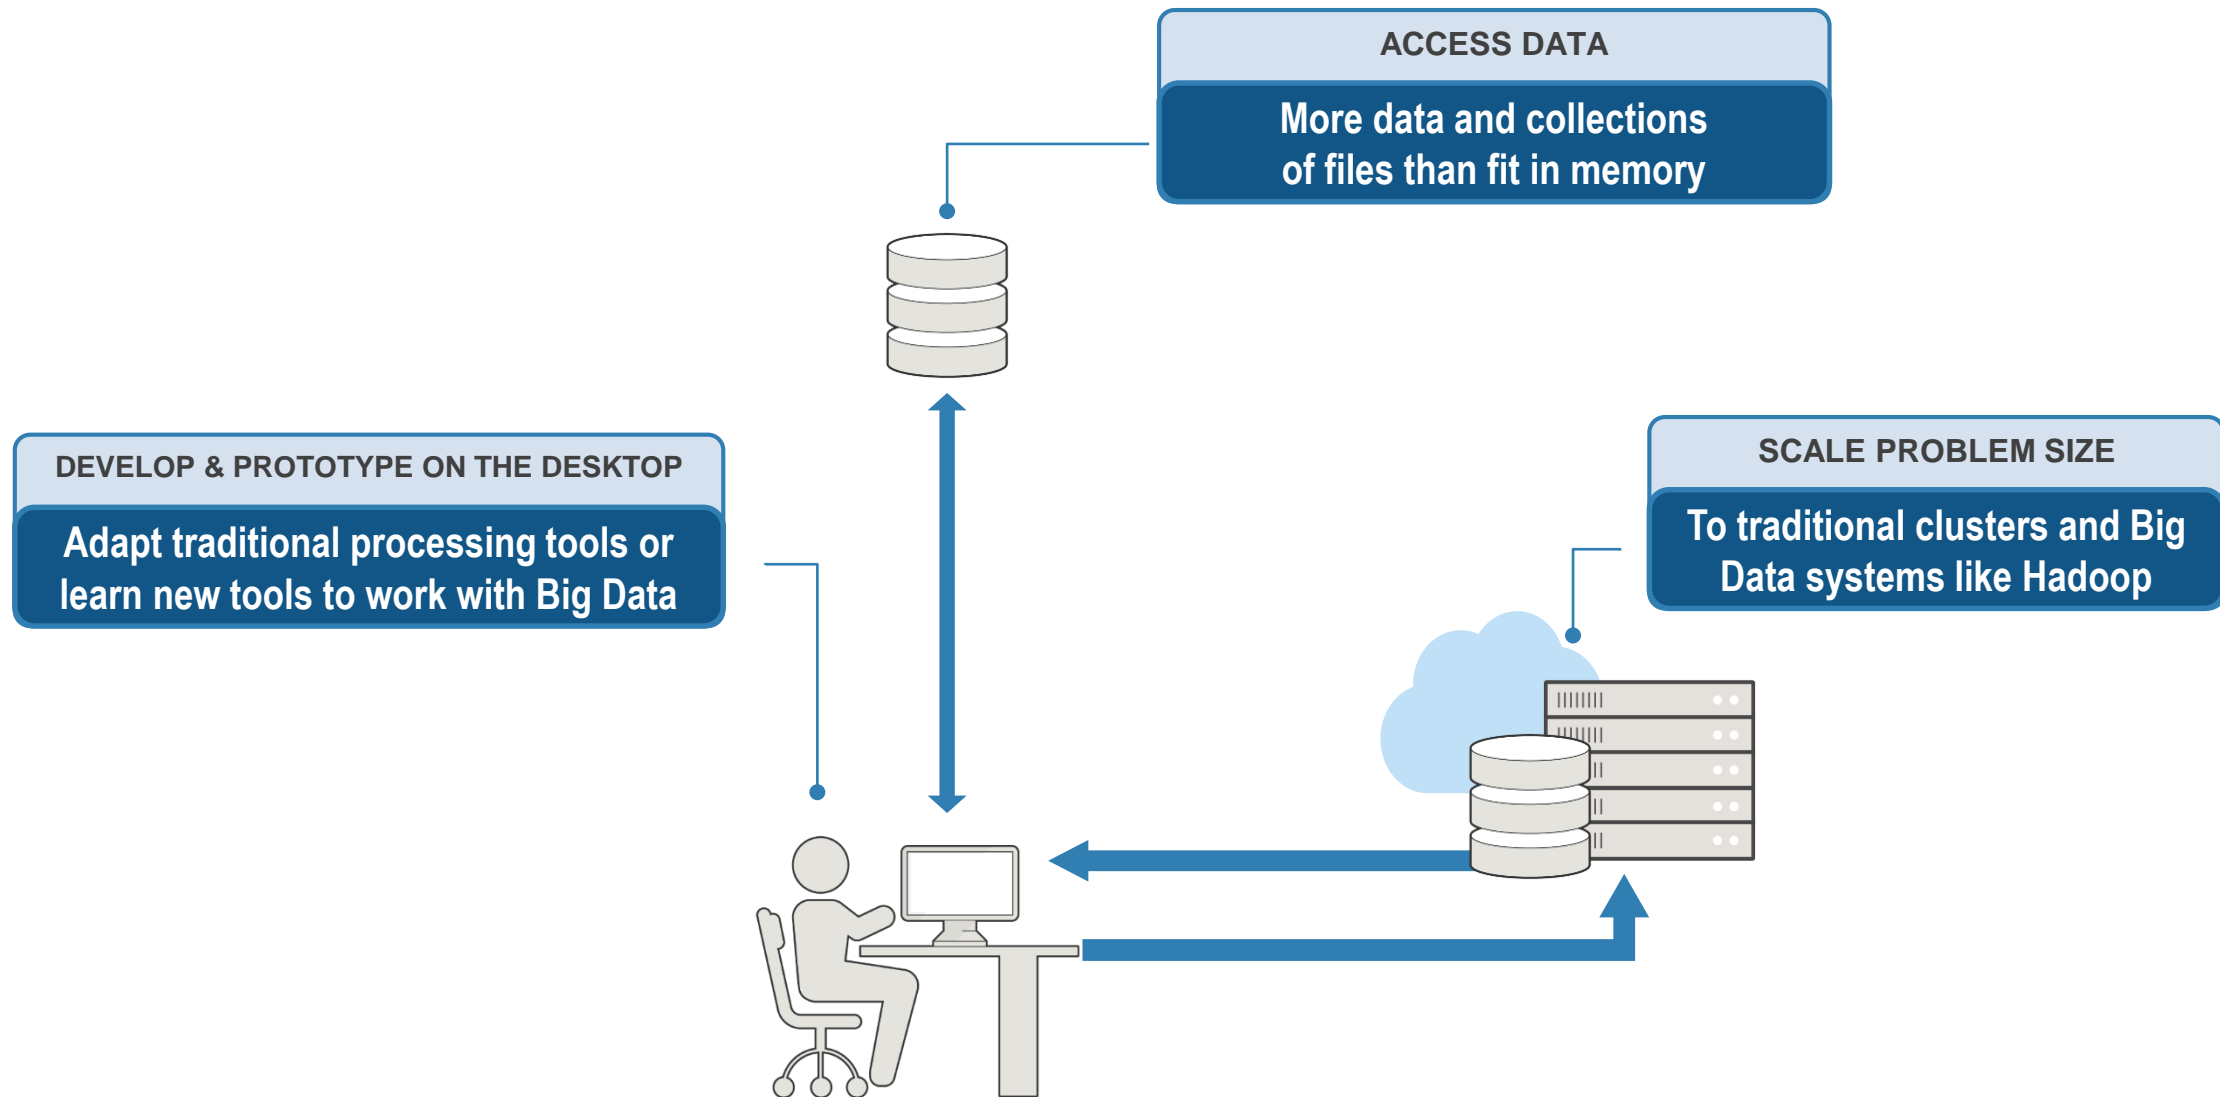 ACCESS DATA
More data and collections
of files than fit in memory
DEVELOP & PROTOTYPE ON THE DESKTOP
Adapt traditional processing tools or
learn new tools to work with Big Data
SCALE PROBLEM SIZE
To traditional clusters and Big
Data systems like Hadoop